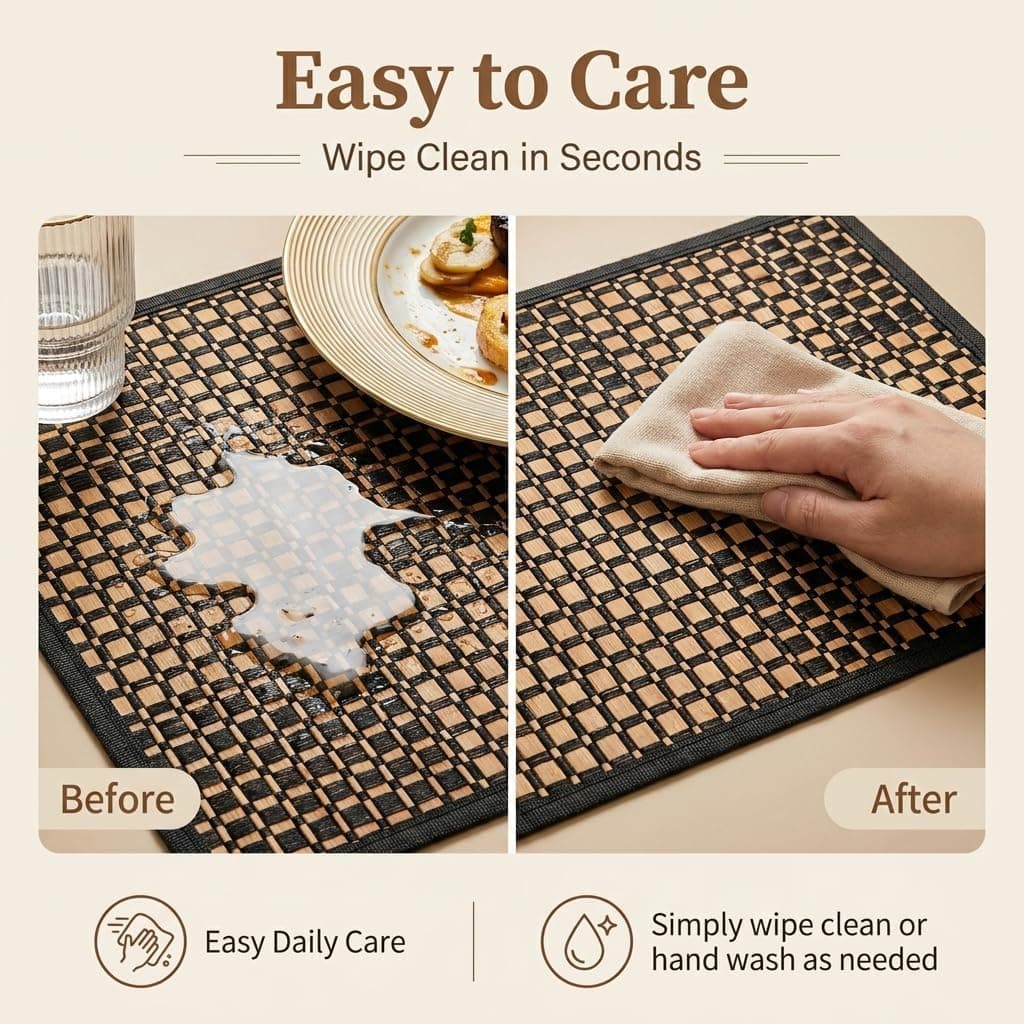 Easy to Care
Wipe Clean in Seconds
Before
After
Easy Daily Care
Simply wipe clean or
hand wash as needed